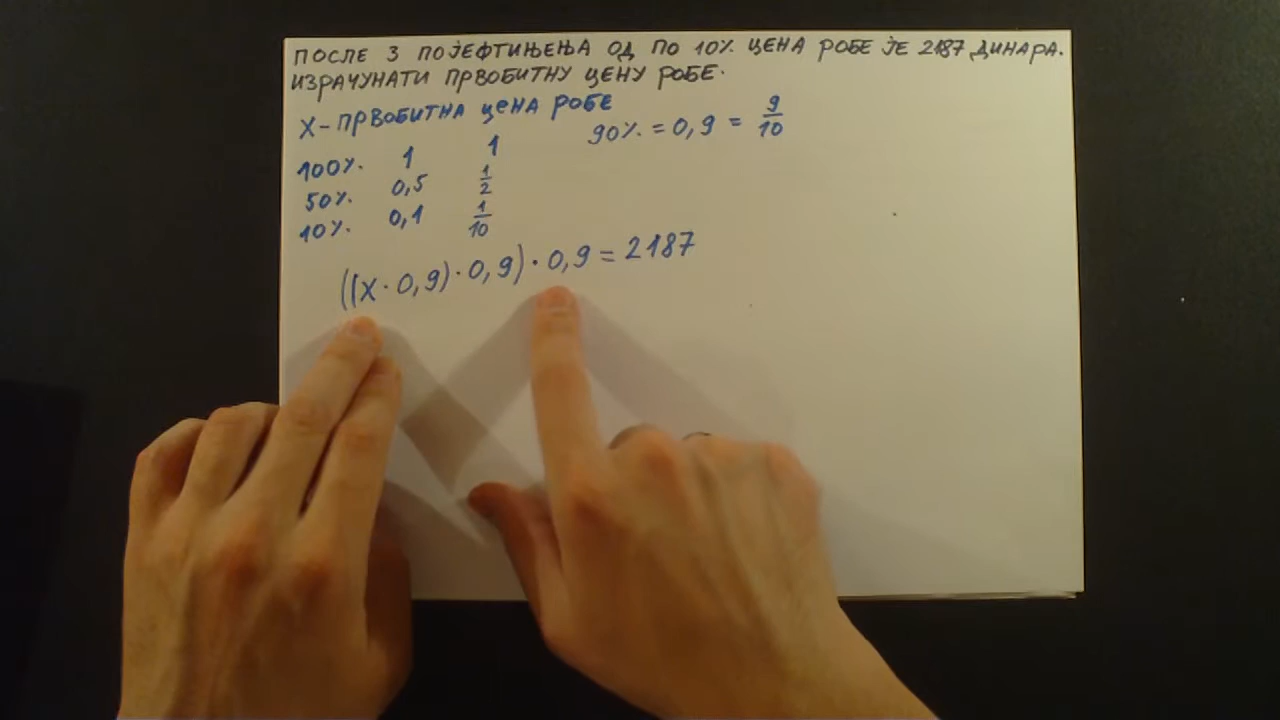 ПОСЛЕ 3 ПОЈЕФТИЊЕЊА ОД ПО 10% ЦЕНА РОБЕ ЈЕ 2187 ДИНАРА.
ИЗРАЧУНАТИ ПРВОБИТНУ ЦЕНУ РОБЕ.
X-ПРВОБИТНА ЦЕНА РОБЕ
90% = 0,9 = 9/10
100% 1 1
50% 0,5 1/2
10% 0,1 1/10
((X · 0,9) · 0,9) · 0,9 = 2187